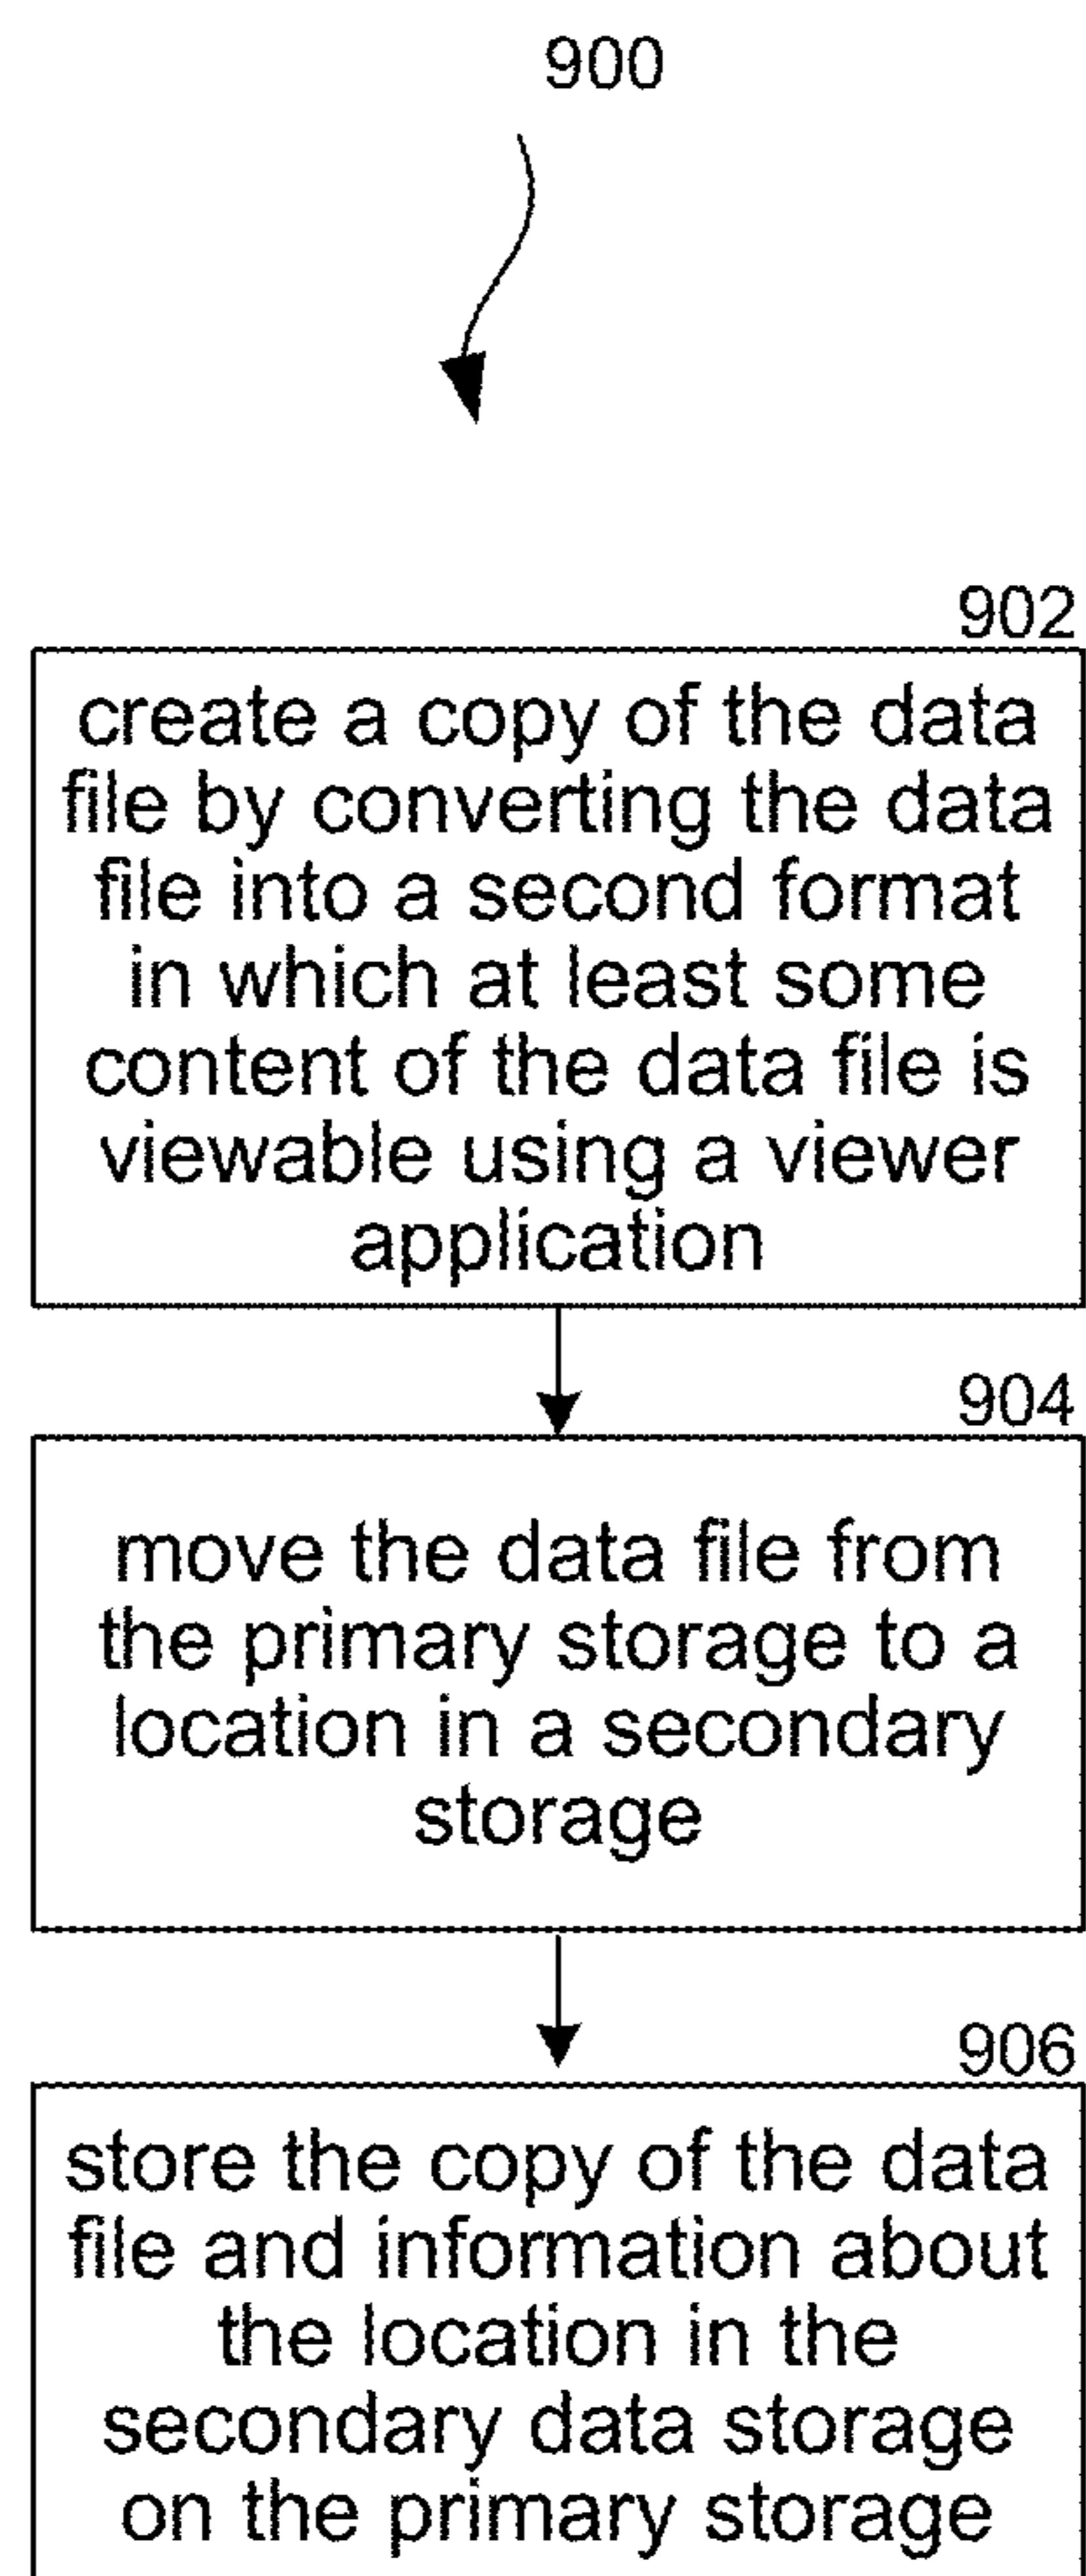 900
902
create a copy of the data
file by converting the data
file into a second format
in which at least some
content of the data file is
viewable using a viewer
application
904
move the data file from
the primary storage to a
location in a secondary
storage
906
store the copy of the data
file and information about
the location in the
secondary data storage
on the primary storage